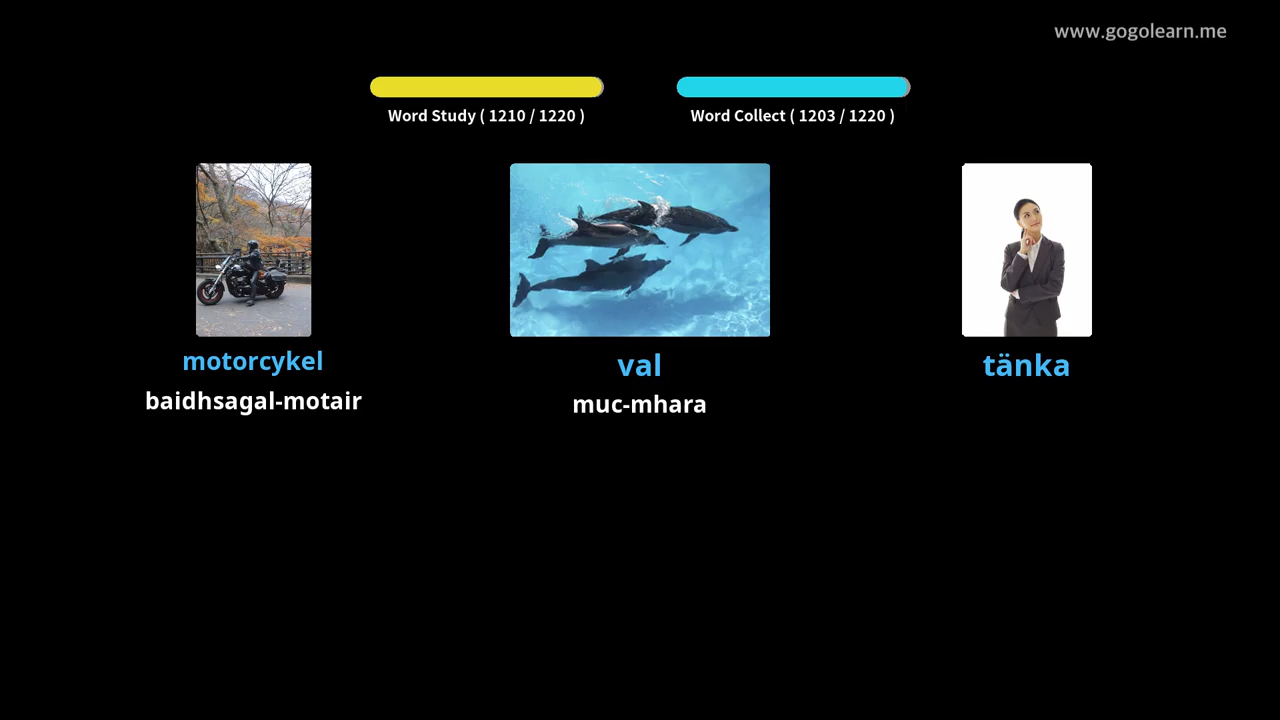 www.gogolearn.me
Word Study ( 1210 / 1220 )
Word Collect ( 1203 / 1220 )
motorcykel
baidhsagal-motair
val
muc-mhara
tänka